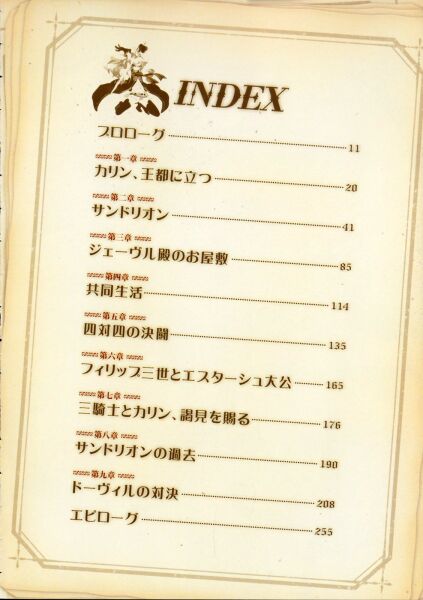 INDEX
プロローグ 11
第一章
カリン、王都に立つ 20
第二章
サンドリオン 41
第三章
ジェーヴル殿のお屋敷 85
第四章
共同生活 114
第五章
四対四の決闘 135
第六章
フィリップ三世とエスターシュ大公 165
第七章
三騎士とカリン、謁見を賜る 176
第八章
サンドリオンの過去 190
第九章
ドーヴィルの対決 208
エピローグ 255